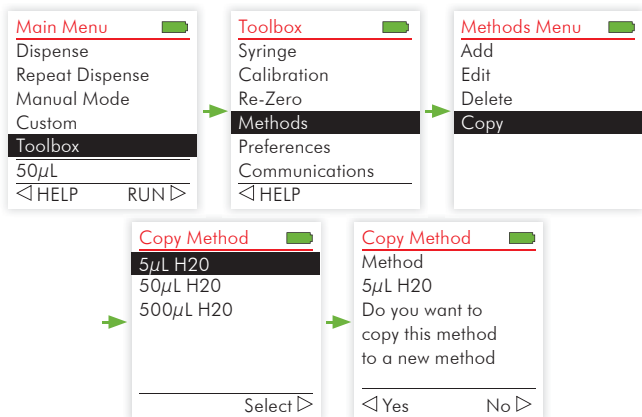 Main Menu
Dispense
Repeat Dispense
Manual Mode
Custom
Toolbox
50µL
◁ HELP RUN ▷
Toolbox
Syringe
Calibration
Re-Zero
Methods
Preferences
Communications
◁ HELP
Methods Menu
Add
Edit
Delete
Copy
Copy Method
5µL H20
50µL H20
500µL H20
Select ▷
Copy Method
Method
5µL H20
Do you want to
copy this method
to a new method
◁ Yes No ▷